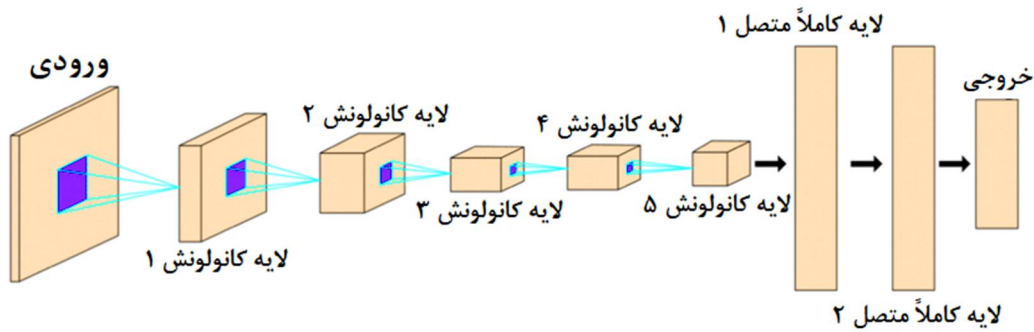 ورودی
لایه کانولونش ۱
لایه کانولونش ۲
لایه کانولونش ۳
لایه کانولونش ۴
لایه کانولونش ۵
لایه کاملاً متصل ۱
لایه کاملاً متصل ۲
خروجی